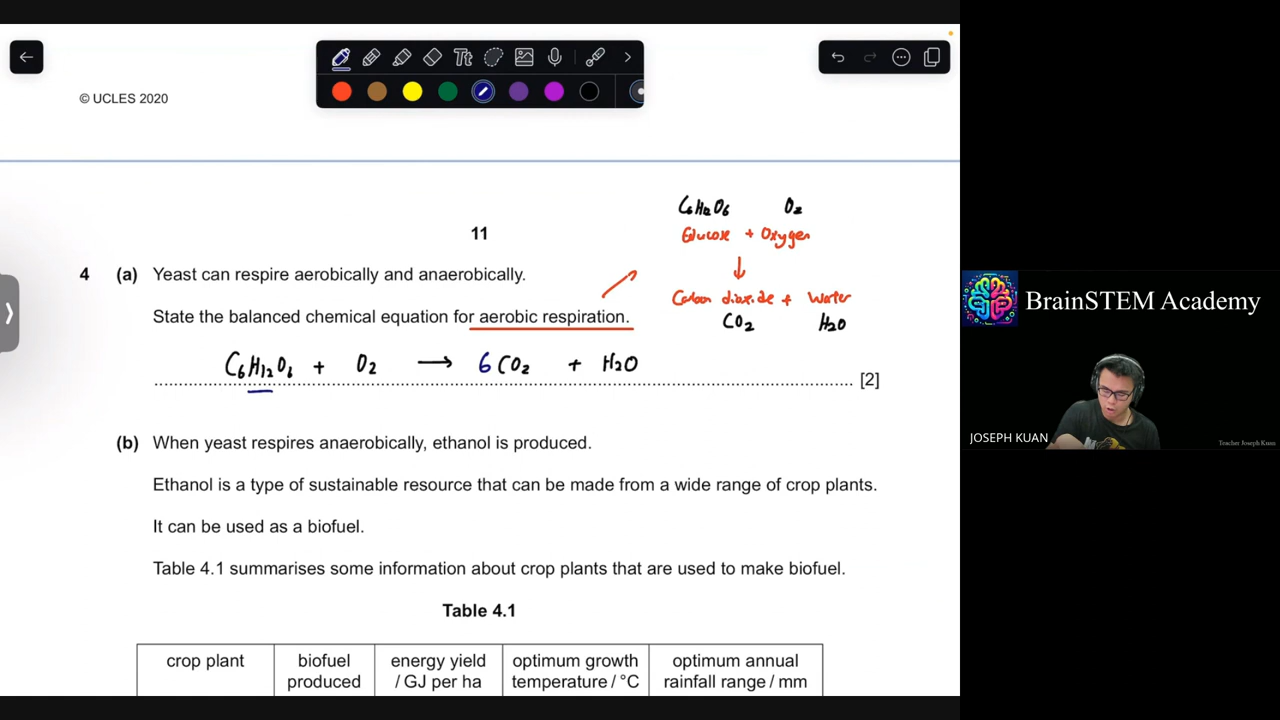 Tt
© UCLES 2020
11
C6H12O6 O2
Glucose + Oxygen
↓
Carbon dioxide + Water
CO2 H2O
4 (a) Yeast can respire aerobically and anaerobically.
State the balanced chemical equation for aerobic respiration.
C6H12O6 + O2 → 6CO2 + H2O
[2]
(b) When yeast respires anaerobically, ethanol is produced.
Ethanol is a type of sustainable resource that can be made from a wide range of crop plants.
It can be used as a biofuel.
Table 4.1 summarises some information about crop plants that are used to make biofuel.
Table 4.1
crop plant
biofuel
produced
energy yield
/ GJ per ha
optimum growth
temperature / °C
optimum annual
rainfall range / mm
BrainSTEM Academy
JOSEPH KUAN
Teacher Joseph Kuan